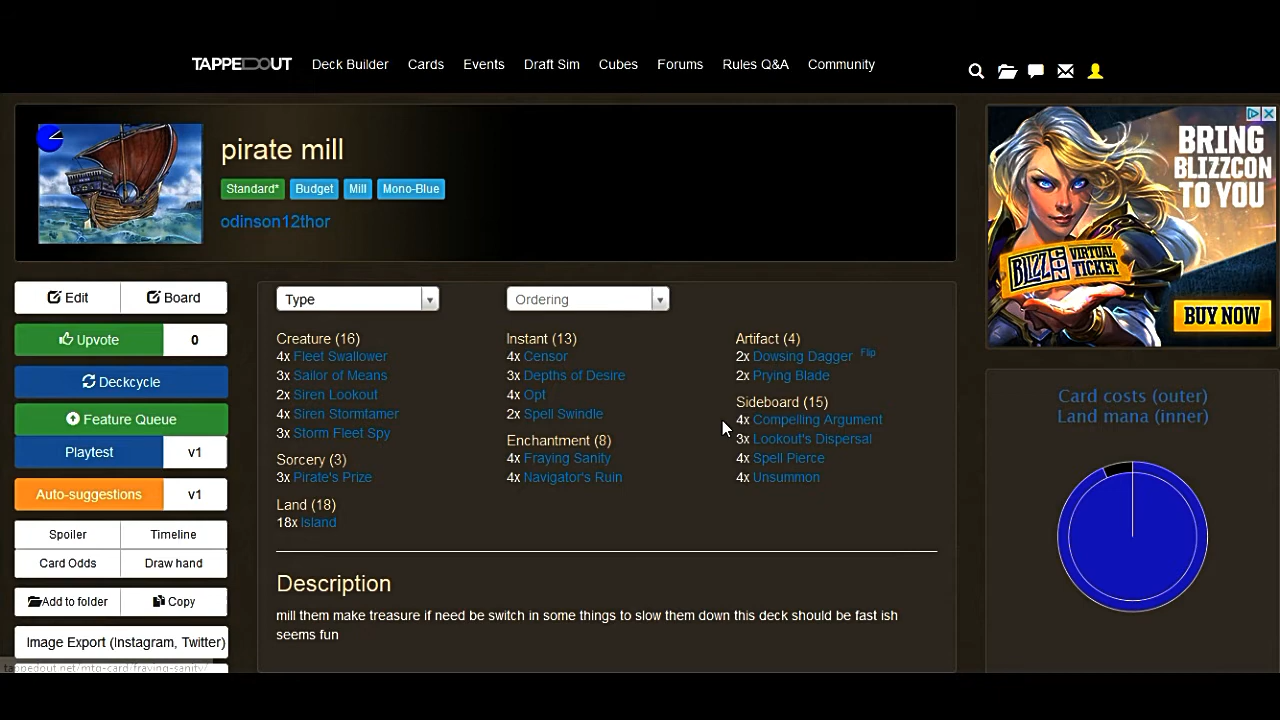 TAPPEDOUT Deck Builder Cards Events Draft Sim Cubes Forums Rules Q&A Community
pirate mill
Standard* Budget Mill Mono-Blue
odinson12thor
BRING
BLIZZCON
TO YOU
BLIZZCON VIRTUAL TICKET
BUY NOW
Edit Board
Upvote 0
Deckcycle
Feature Queue
Playtest v1
Auto-suggestions v1
Spoiler Timeline
Card Odds Draw hand
Add to folder Copy
Image Export (Instagram, Twitter)
Type Ordering
Creature (16)
4x Fleet Swallower
3x Sailor of Means
2x Siren Lookout
4x Siren Stormtamer
3x Storm Fleet Spy
Sorcery (3)
3x Pirate's Prize
Land (18)
18x Island
Instant (13)
4x Censor
3x Depths of Desire
4x Opt
2x Spell Swindle
Enchantment (8)
4x Fraying Sanity
4x Navigator's Ruin
Artifact (4)
2x Dowsing Dagger Flip
2x Prying Blade
Sideboard (15)
4x Compelling Argument
3x Lookout's Dispersal
4x Spell Pierce
4x Unsummon
Description
mill them make treasure if need be switch in some things to slow them down this deck should be fast ish
seems fun
Card costs (outer)
Land mana (inner)
tappedout.net/mtg-card/fraying-sanity/